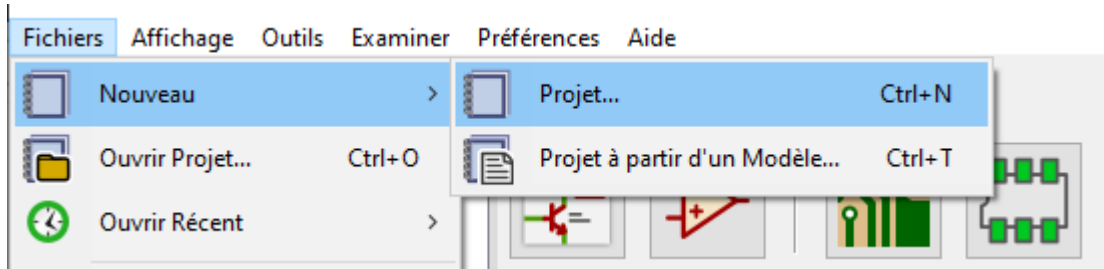 Fichiers Affichage Outils Examiner Préférences Aide
Nouveau > Projet... Ctrl+N
Ouvrir Projet... Ctrl+O Projet à partir d'un Modèle... Ctrl+T
Ouvrir Récent >